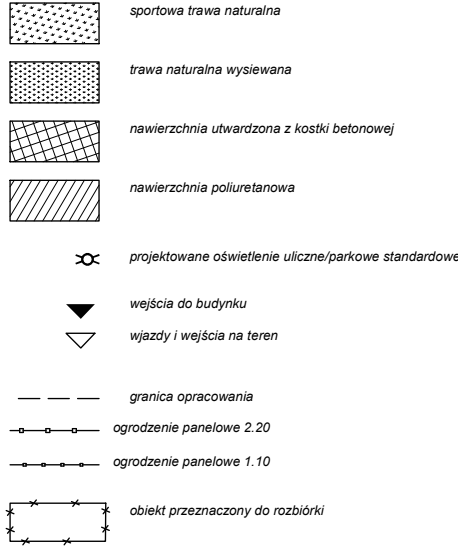 sportowa trawa naturalna
trawa naturalna wysiewana
nawierzchnia utwardzona z kostki betonowej
nawierzchnia poliuretanowa
projektowane oświetlenie uliczne/parkowe standardowe
wejścia do budynku
wjazdy i wejścia na teren
granica opracowania
ogrodzenie panelowe 2.20
ogrodzenie panelowe 1.10
obiekt przeznaczony do rozbiórki